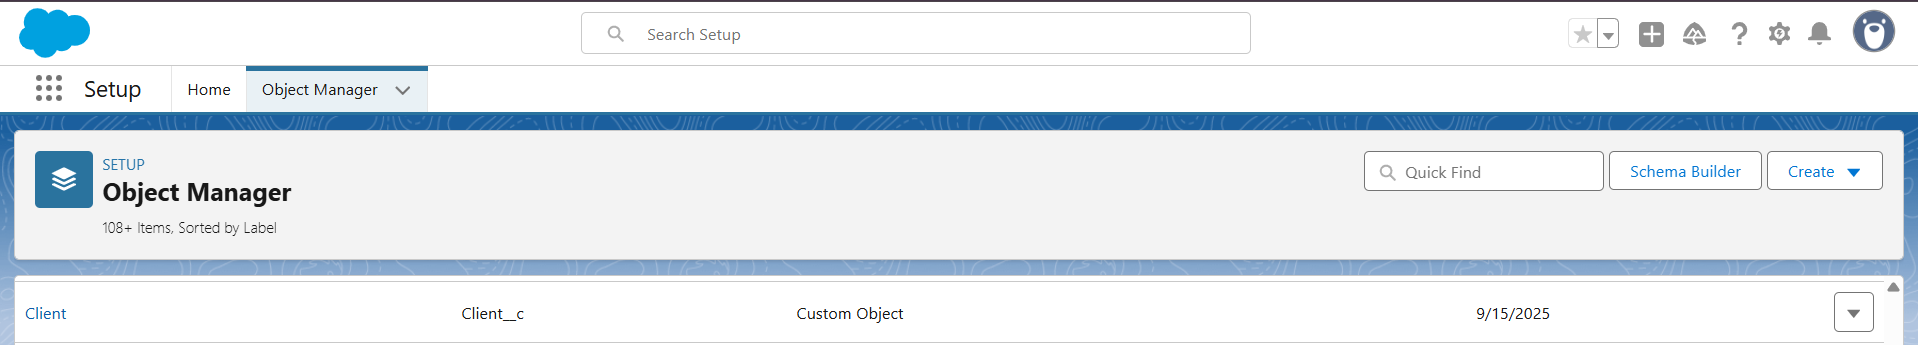 Search Setup
Setup Home Object Manager
SETUP
Object Manager
108+ Items, Sorted by Label
Quick Find Schema Builder Create
Client Client__c Custom Object 9/15/2025